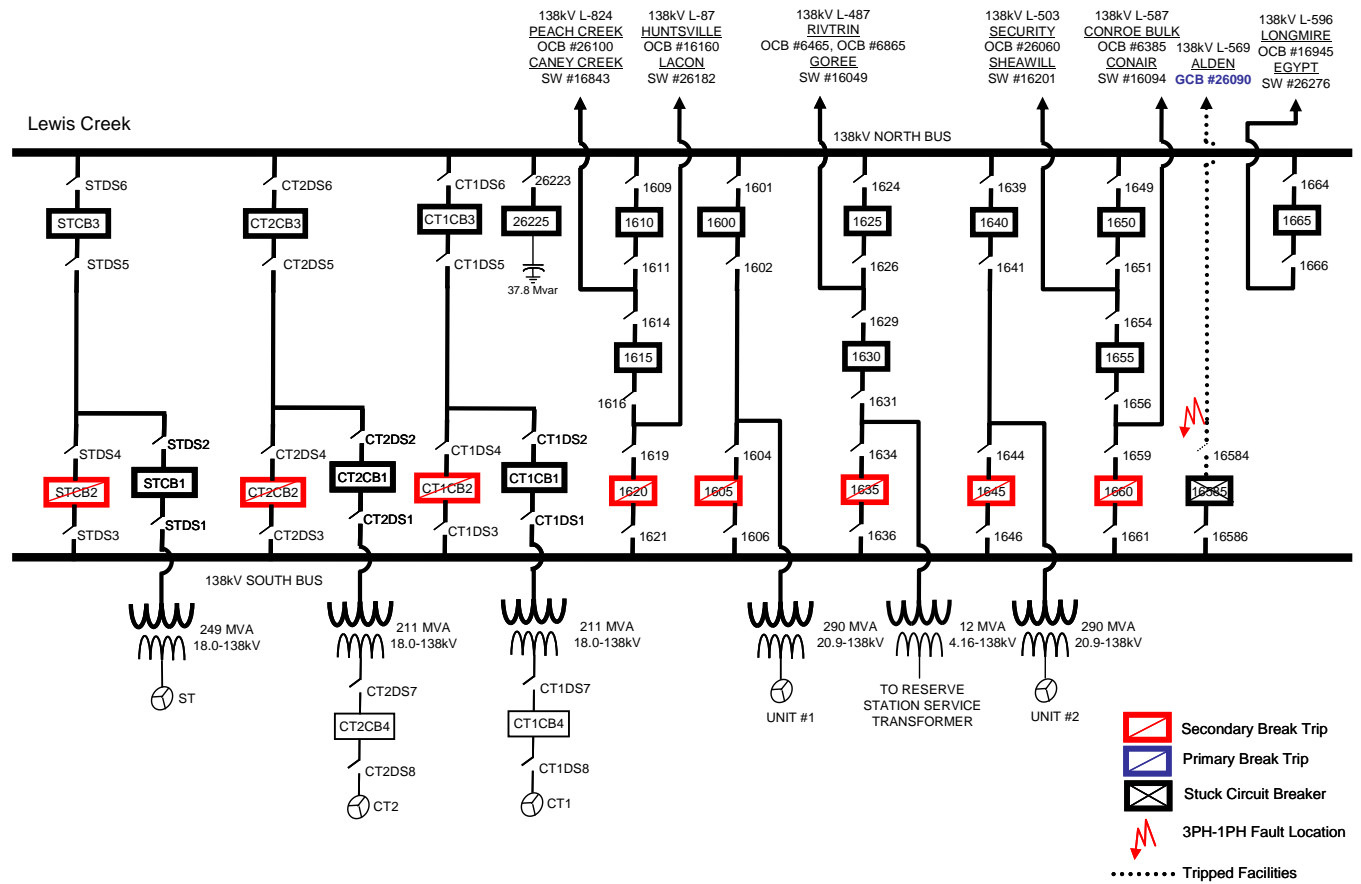 138kV L-824
PEACH CREEK
OCB #26100
CANEY CREEK
SW #16843
138kV L-87
HUNTSVILLE
OCB #16160
LACON
SW #26182
138kV L-487
RIVTRIN
OCB #6465, OCB #6865
GOREE
SW #16049
138kV L-503
SECURITY
OCB #26060
SHEAWILL
SW #16201
138kV L-587
CONROE BULK
OCB #6385
CONAIR
SW #16094
138kV L-569
ALDEN
GCB #26090
138kV L-596
LONGMIRE
OCB #16945
EGYPT
SW #26276
Lewis Creek
138kV NORTH BUS
STDS6
CT2DS6
CT1DS6
26223
1609
1601
1624
1639
1649
1664
STCB3
CT2CB3
CT1CB3
26225
1610
1600
1625
1640
1650
1665
STDS5
CT2DS5
CT1DS5
37.8 Mvar
1611
1602
1626
1641
1651
1666
1614
1629
1654
1615
1630
1655
1616
1631
1656
STDS2
CT2DS2
CT1DS2
STDS4
CT2DS4
CT1DS4
1619
1604
1634
1644
1659
16584
STCB2
STCB1
CT2CB2
CT2CB1
CT1CB2
CT1CB1
1620
1605
1635
1645
1660
16585
STDS1
CT2DS1
CT1DS1
STDS3
CT2DS3
CT1DS3
1621
1606
1636
1646
1661
16586
138kV SOUTH BUS
249 MVA
18.0-138kV
211 MVA
18.0-138kV
211 MVA
18.0-138kV
290 MVA
20.9-138kV
12 MVA
4.16-138kV
290 MVA
20.9-138kV
ST
CT2DS7
CT2CB4
CT2DS8
CT2
CT1DS7
CT1CB4
CT1DS8
CT1
UNIT #1
TO RESERVE
STATION SERVICE
TRANSFORMER
UNIT #2
Secondary Break Trip
Primary Break Trip
Stuck Circuit Breaker
3PH-1PH Fault Location
Tripped Facilities